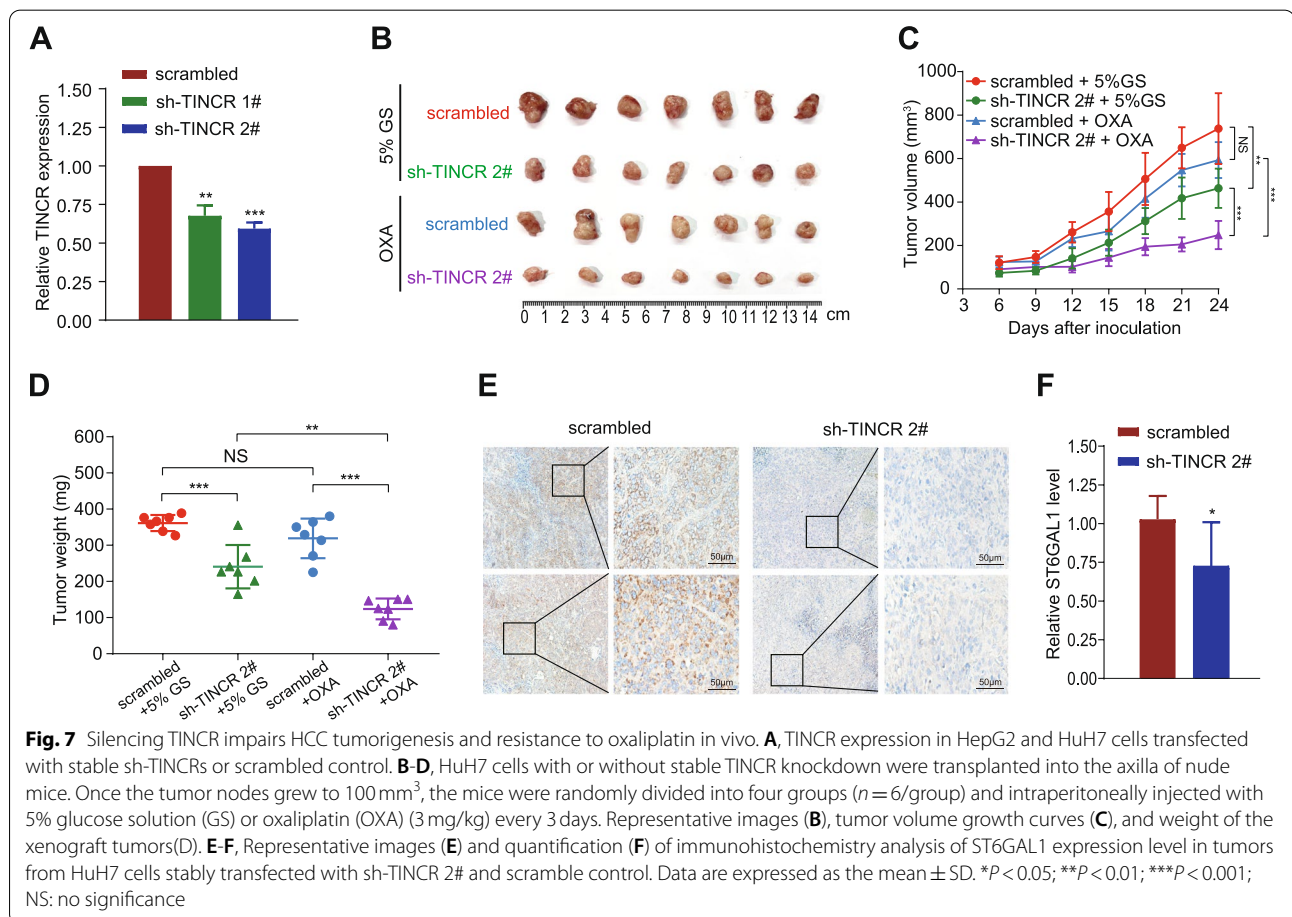 A
scrambled
sh-TINCR 1#
sh-TINCR 2#
Relative TINCR expression
1.50
1.25
1.00
0.75
0.50
0.25
0.00
**
***
B
5% GS
scrambled
sh-TINCR 2#
OXA
scrambled
sh-TINCR 2#
0 1 2 3 4 5 6 7 8 9 10 11 12 13 14 cm
C
scrambled + 5%GS
sh-TINCR 2# + 5%GS
scrambled + OXA
sh-TINCR 2# + OXA
Tumor volume (mm³)
1000
800
600
400
200
0
3 6 9 12 15 18 21 24
Days after inoculation
NS
**
***
***
D
Tumor weight (mg)
600
500
400
300
200
100
0
**
NS
***
***
scrambled
+5% GS
sh-TINCR 2#
+5% GS
scrambled
+OXA
sh-TINCR 2#
+OXA
E
scrambled
sh-TINCR 2#
50μm
50μm
50μm
50μm
F
scrambled
sh-TINCR 2#
Relative ST6GAL1 level
1.50
1.25
1.00
0.75
0.50
0.25
0.00
*
Fig. 7 Silencing TINCR impairs HCC tumorigenesis and resistance to oxaliplatin in vivo. A, TINCR expression in HepG2 and HuH7 cells transfected
with stable sh-TINCRs or scrambled control. B-D, HuH7 cells with or without stable TINCR knockdown were transplanted into the axilla of nude
mice. Once the tumor nodes grew to 100 mm³, the mice were randomly divided into four groups (n = 6/group) and intraperitoneally injected with
5% glucose solution (GS) or oxaliplatin (OXA) (3 mg/kg) every 3 days. Representative images (B), tumor volume growth curves (C), and weight of the
xenograft tumors(D). E-F, Representative images (E) and quantification (F) of immunohistochemistry analysis of ST6GAL1 expression level in tumors
from HuH7 cells stably transfected with sh-TINCR 2# and scramble control. Data are expressed as the mean ± SD. *P < 0.05; **P < 0.01; ***P < 0.001;
NS: no significance